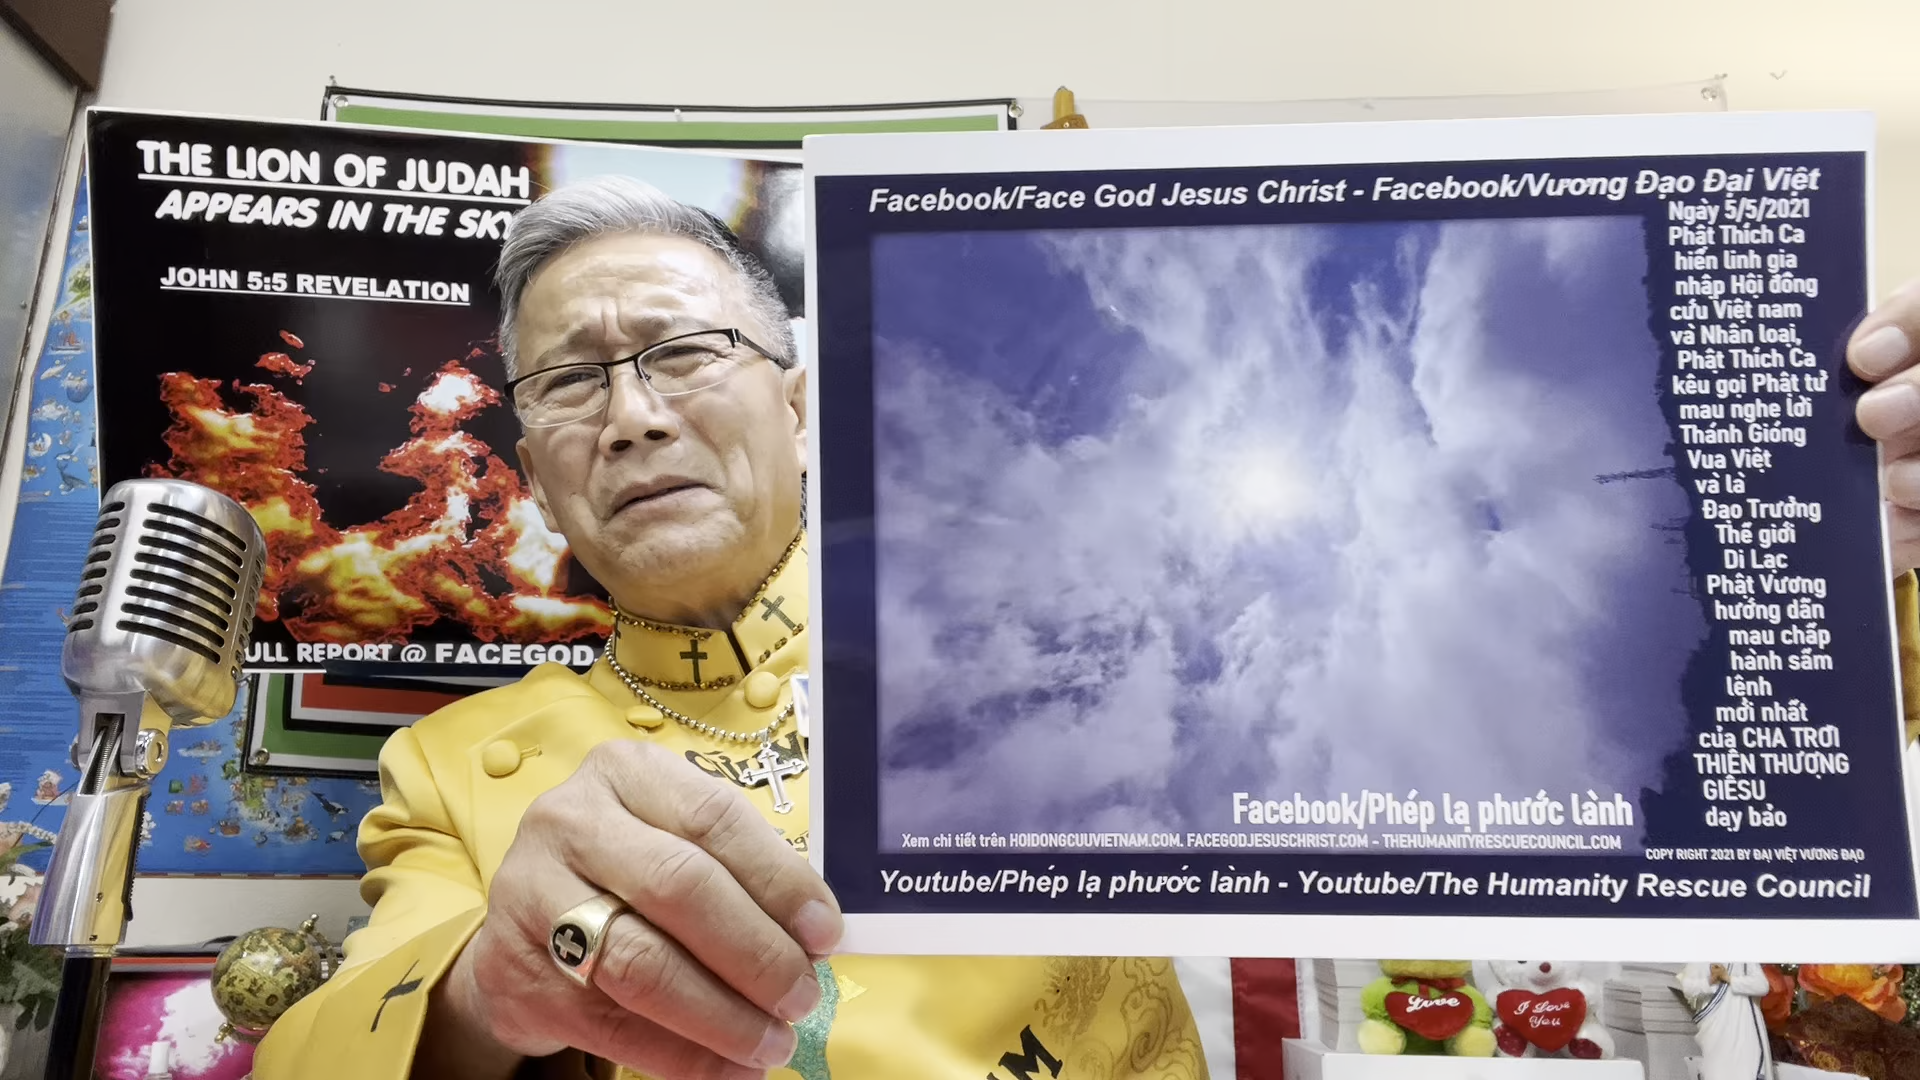 THE LION OF JUDAH
APPEARS IN THE SKY
JOHN 5:5 REVELATION
ULL REPORT @ FACEGOD
Facebook/Face God Jesus Christ - Facebook/Vương Đạo Đại Việt
Ngày 5/5/2021
Phật Thích Ca
hiển linh gia
nhập Hội đồng
cứu Việt nam
và Nhân loại,
Phật Thích Ca
kêu gọi Phật tử
mau nghe lời
Thánh Gióng
Vua Việt
và là
Đạo Trưởng
Thế giới
Di Lạc
Phật Vương
hướng dẫn
mau chấp
hành sấm
lệnh
mới nhất
của CHA TRỜI
THIÊN THƯỢNG
GIÊSU
dạy bảo
Facebook/Phép lạ phước lành
Xem chi tiết trên HOIDONGCUUVIETNAM.COM. FACEGODJESUSCHRIST.COM - THEHUMANITYRESCUECOUNCIL.COM
COPY RIGHT 2021 BY ĐẠI VIỆT VƯƠNG ĐẠO
Youtube/Phép lạ phước lành - Youtube/The Humanity Rescue Council
Love
I Love
You